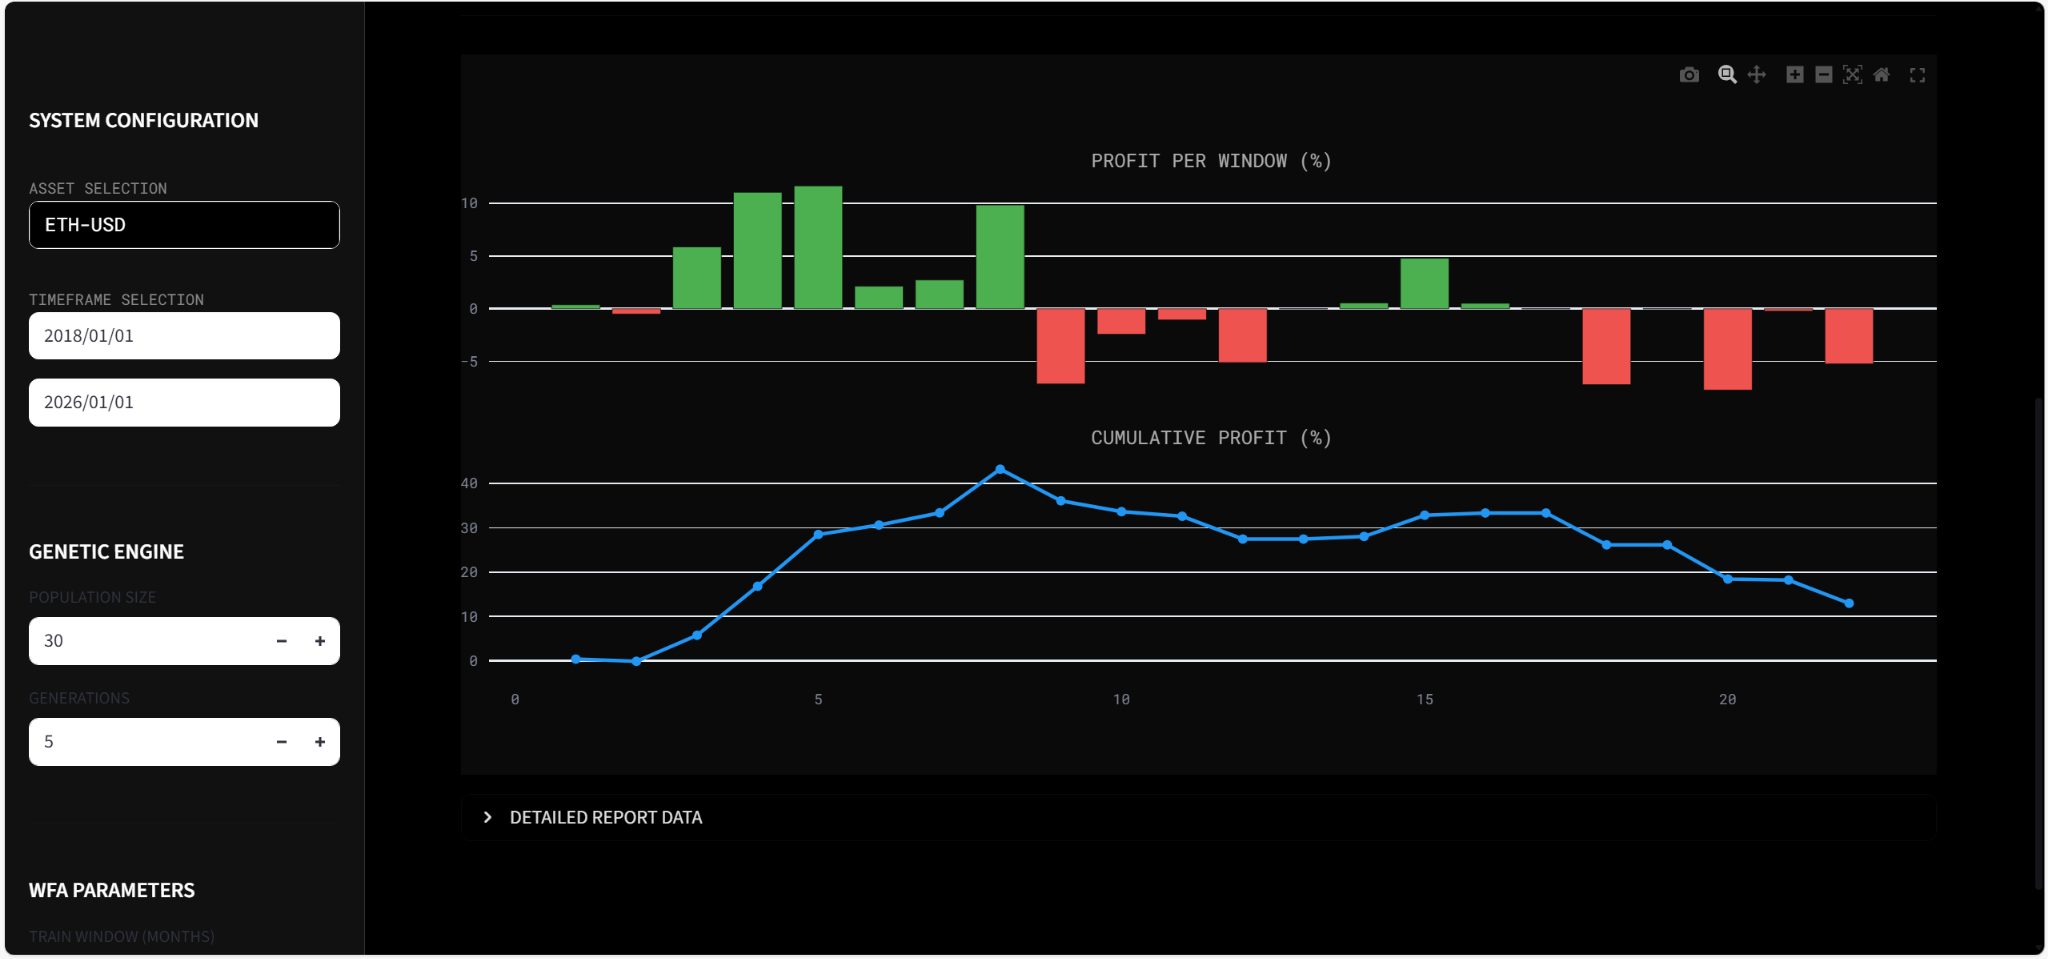 SYSTEM CONFIGURATION
ASSET SELECTION
ETH-USD
TIMEFRAME SELECTION
2018/01/01
2026/01/01
GENETIC ENGINE
POPULATION SIZE
30
GENERATIONS
5
WFA PARAMETERS
TRAIN WINDOW (MONTHS)
PROFIT PER WINDOW (%)
10
5
0
-5
CUMULATIVE PROFIT (%)
40
30
20
10
0
0 5 10 15 20
DETAILED REPORT DATA